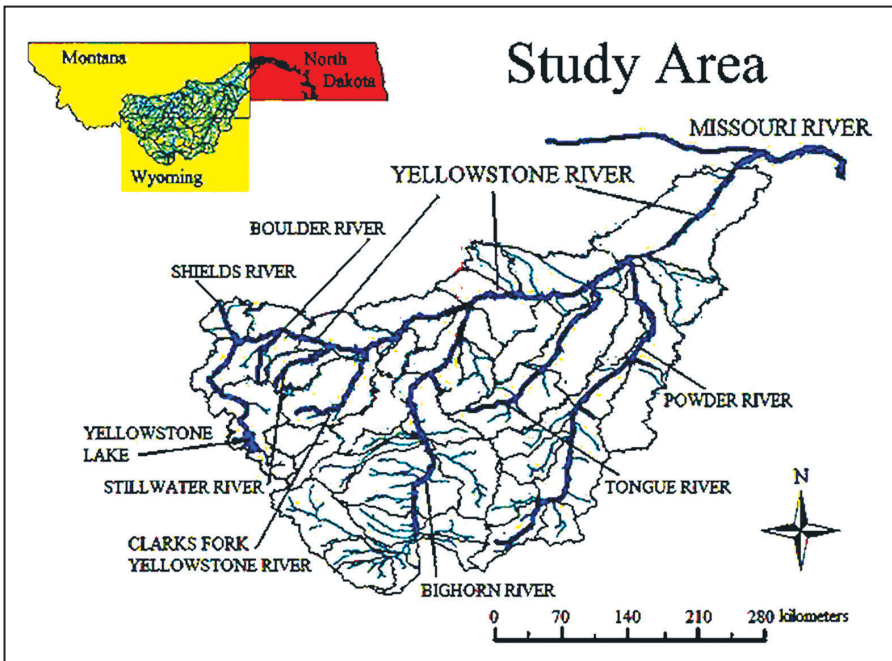 Montana
North
Dakota
Wyoming
Study Area
MISSOURI RIVER
YELLOWSTONE RIVER
BOULDER RIVER
SHIELDS RIVER
POWDER RIVER
YELLOWSTONE
LAKE
STILLWATER RIVER
TONGUE RIVER
N
CLARKS FORK
YELLOWSTONE RIVER
BIGHORN RIVER
0 70 140 210 280 kilometers